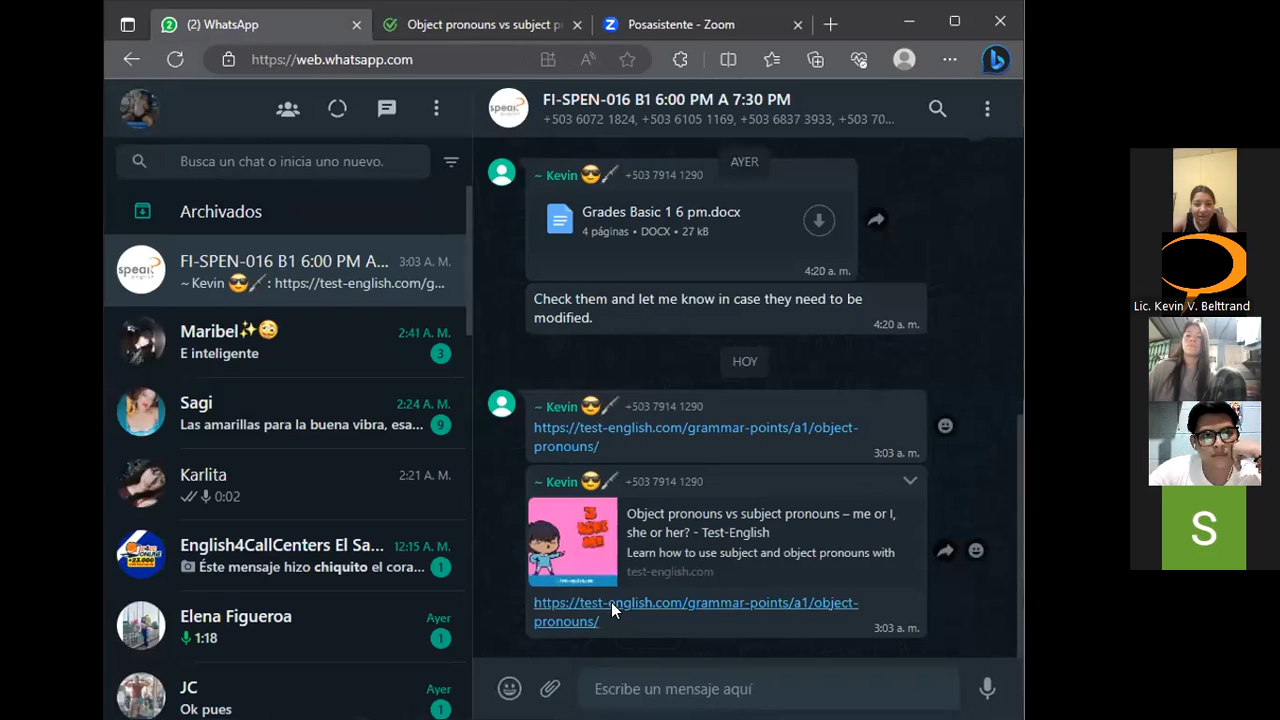 (2) WhatsApp
Object pronouns vs subject p
Posasistente - Zoom
https://web.whatsapp.com
speak
FI-SPEN-016 B1 6:00 PM A 7:30 PM
+503 6072 1824, +503 6105 1169, +503 6837 3933, +503 70...
Busca un chat o inicia uno nuevo.
Archivados
speak
FI-SPEN-016 B1 6:00 PM A...
3:03 A. M.
~ Kevin 😎🗡: https://test-english.com/g...
Maribel✨😳
2:41 A. M.
E inteligente
3
Sagi
2:24 A. M.
Las amarillas para la buena vibra, esa...
9
Karlita
2:21 A. M.
0:02
English4CallCenters El Sa...
12:15 A. M.
Éste mensaje hizo chiquito el cora...
1
Elena Figueroa
Ayer
1:18
1
JC
Ayer
Ok pues
1
AYER
~ Kevin 😎🗡 +503 7914 1290
Grades Basic 1 6 pm.docx
4 páginas • DOCX • 27 kB
4:20 a. m.
Check them and let me know in case they need to be
modified.
4:20 a. m.
HOY
~ Kevin 😎🗡 +503 7914 1290
https://test-english.com/grammar-points/a1/object-
pronouns/
3:03 a. m.
~ Kevin 😎🗡 +503 7914 1290
Object pronouns vs subject pronouns – me or I,
she or her? - Test-English
Learn how to use subject and object pronouns with
test-english.com
https://test-english.com/grammar-points/a1/object-
pronouns/
3:03 a. m.
Escribe un mensaje aquí
Lic. Kevin V. Belttrand
S